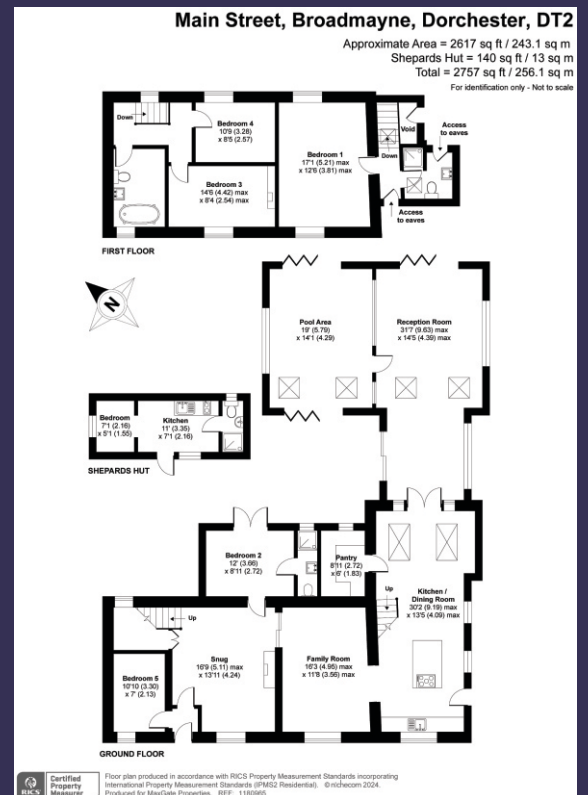 Main Street, Broadmayne, Dorchester, DT2
Approximate Area = 2617 sq ft / 243.1 sq m
Shepards Hut = 140 sq ft / 13 sq m
Total = 2757 sq ft / 256.1 sq m
For identification only - Not to scale
Down
Bedroom 4
10'9 (3.28)
x 8'5 (2.57)
Bedroom 3
14'6 (4.42) max
x 8'4 (2.54) max
Bedroom 1
17'1 (5.21) max
x 12'6 (3.81) max
Void
Down
Access
to eaves
Access
to eaves
FIRST FLOOR
N
Pool Area
19' (5.79)
x 14'1 (4.29)
Reception Room
31'7 (9.63) max
x 14'5 (4.39) max
Bedroom
7'1 (2.16)
x 5'1 (1.55)
Kitchen
11' (3.35)
x 7'1 (2.16)
SHEPARDS HUT
Bedroom 2
12' (3.66)
x 8'11 (2.72)
Pantry
8'11 (2.72)
x 6' (1.83)
Up
Kitchen /
Dining Room
30'2 (9.19) max
x 13'5 (4.09) max
Up
Snug
16'9 (5.11) max
x 13'11 (4.24)
Family Room
16'3 (4.95) max
x 11'8 (3.56) max
Bedroom 5
10'10 (3.30)
x 7' (2.13)
GROUND FLOOR
RICS
Certified
Property
Measurer
Floor plan produced in accordance with RICS Property Measurement Standards incorporating
International Property Measurement Standards (IPMS2 Residential). ©nichecom 2024.
Produced for MaxGate Properties. REF: 1180965